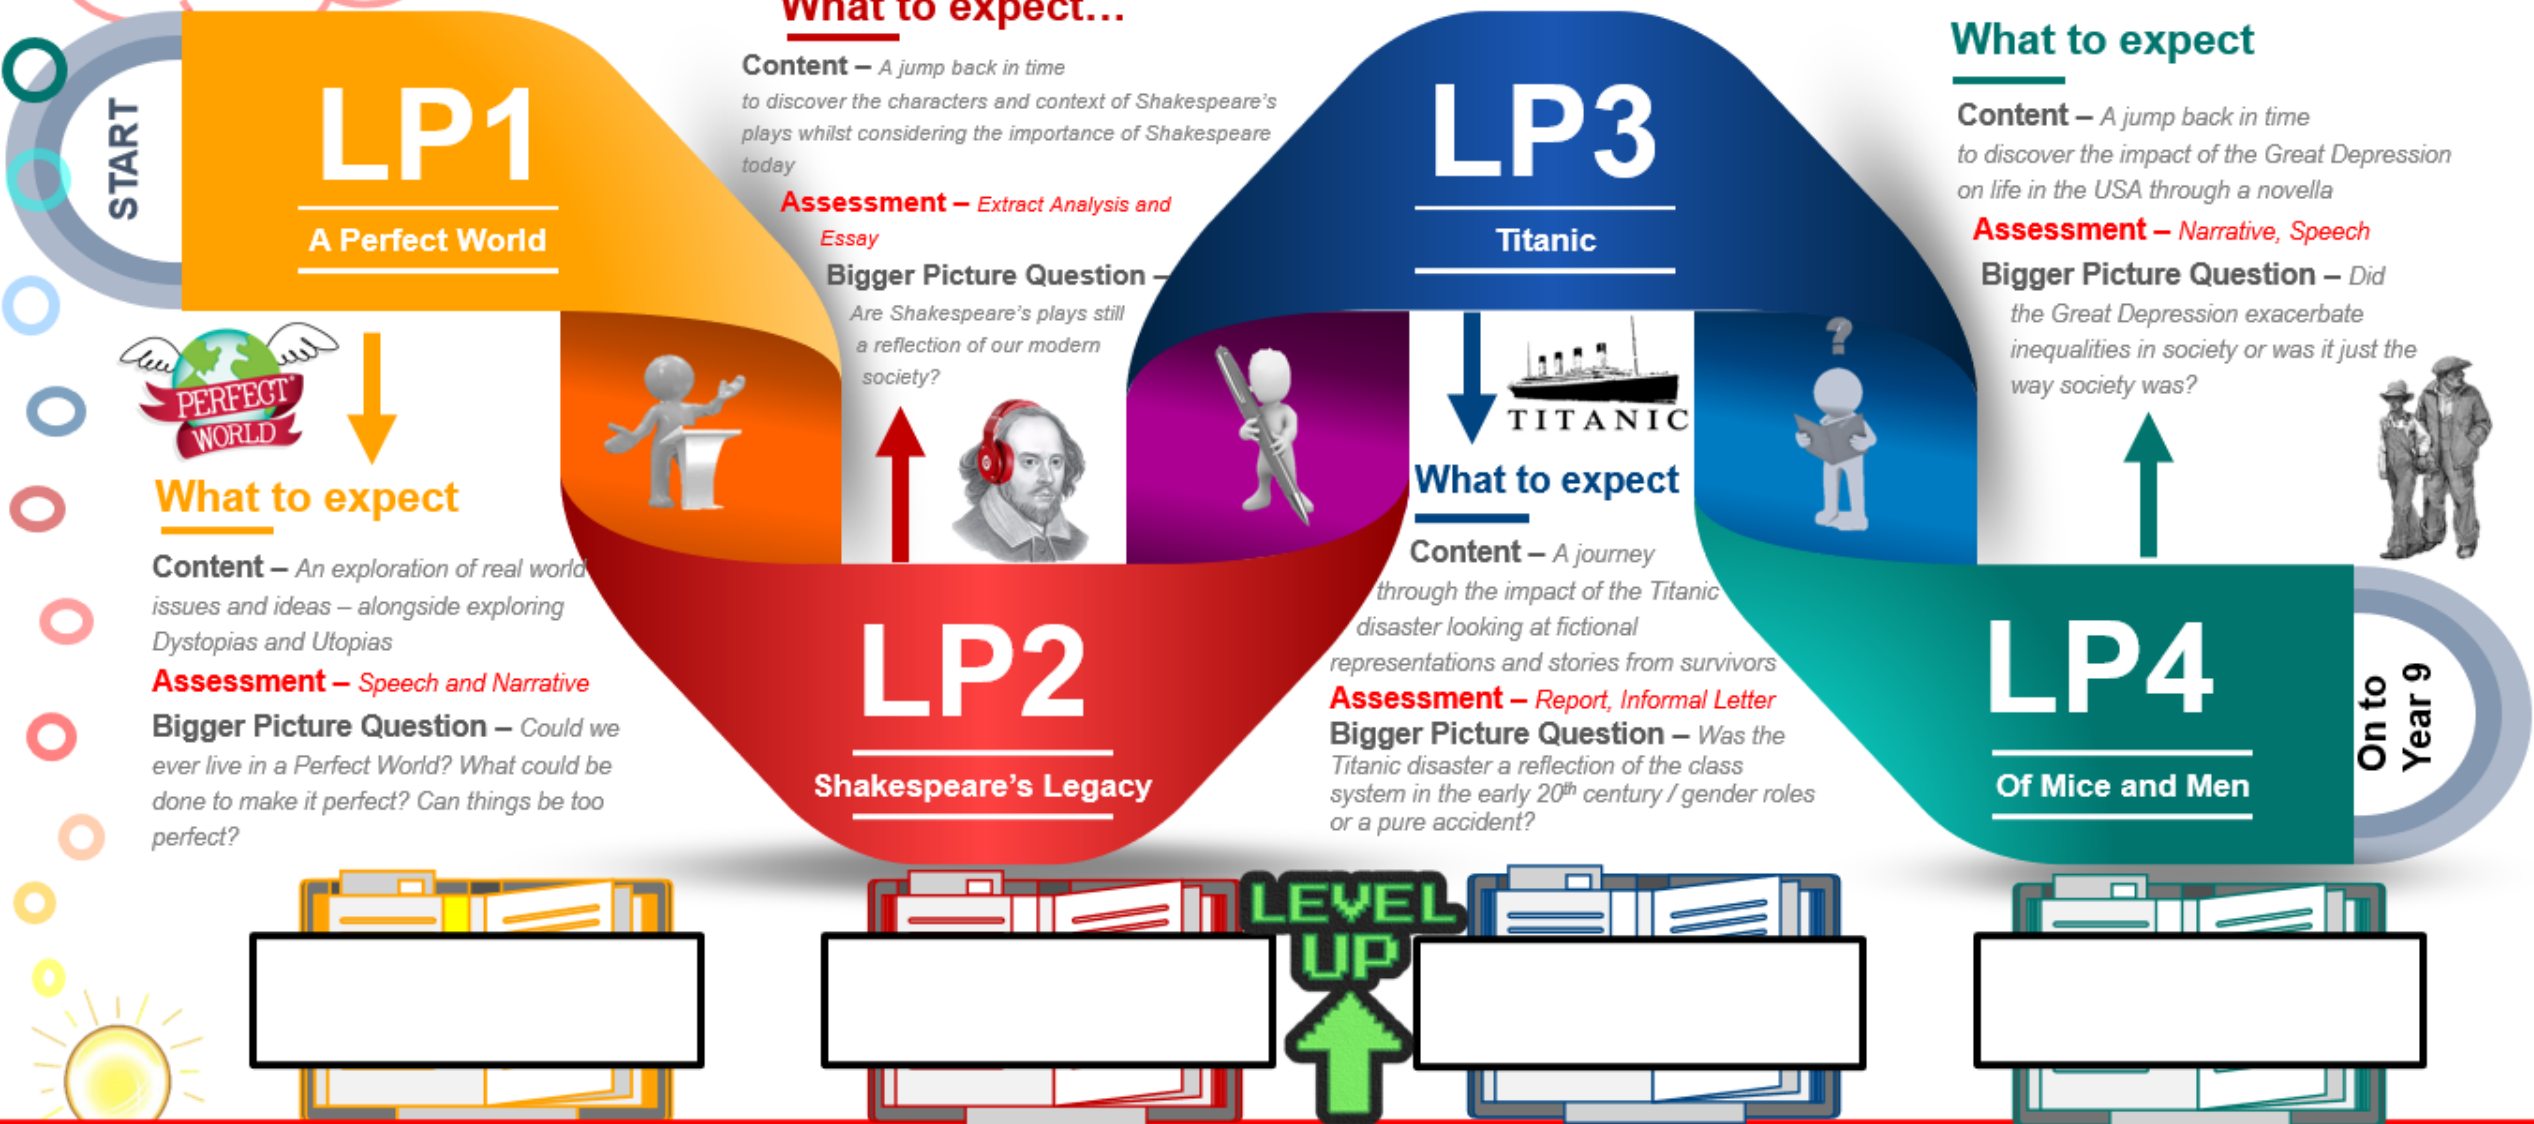 START
LP1
A Perfect World
PERFECT
WORLD
What to expect
Content – An exploration of real world
issues and ideas – alongside exploring
Dystopias and Utopias
Assessment – Speech and Narrative
Bigger Picture Question – Could we
ever live in a Perfect World? What could be
done to make it perfect? Can things be too
perfect?
What to expect...
Content – A jump back in time
to discover the characters and context of Shakespeare's
plays whilst considering the importance of Shakespeare
today
Assessment – Extract Analysis and
Essay
Bigger Picture Question –
Are Shakespeare's plays still
a reflection of our modern
society?
LP2
Shakespeare's Legacy
LP3
Titanic
TITANIC
What to expect
Content – A journey
through the impact of the Titanic
disaster looking at fictional
representations and stories from survivors
Assessment – Report, Informal Letter
Bigger Picture Question – Was the
Titanic disaster a reflection of the class
system in the early 20th century / gender roles
or a pure accident?
?
What to expect
Content – A jump back in time
to discover the impact of the Great Depression
on life in the USA through a novella
Assessment – Narrative, Speech
Bigger Picture Question – Did
the Great Depression exacerbate
inequalities in society or was it just the
way society was?
LP4
Of Mice and Men
On to
Year 9
LEVEL
UP